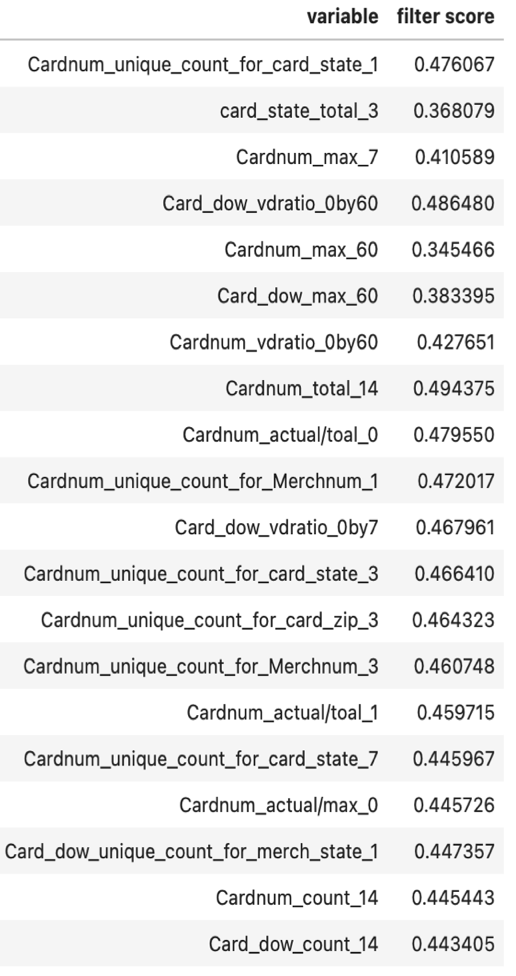 variable filter score
Cardnum_unique_count_for_card_state_1 0.476067
card_state_total_3 0.368079
Cardnum_max_7 0.410589
Card_dow_vdratio_0by60 0.486480
Cardnum_max_60 0.345466
Card_dow_max_60 0.383395
Cardnum_vdratio_0by60 0.427651
Cardnum_total_14 0.494375
Cardnum_actual/toal_0 0.479550
Cardnum_unique_count_for_Merchnum_1 0.472017
Card_dow_vdratio_0by7 0.467961
Cardnum_unique_count_for_card_state_3 0.466410
Cardnum_unique_count_for_card_zip_3 0.464323
Cardnum_unique_count_for_Merchnum_3 0.460748
Cardnum_actual/toal_1 0.459715
Cardnum_unique_count_for_card_state_7 0.445967
Cardnum_actual/max_0 0.445726
Card_dow_unique_count_for_merch_state_1 0.447357
Cardnum_count_14 0.445443
Card_dow_count_14 0.443405